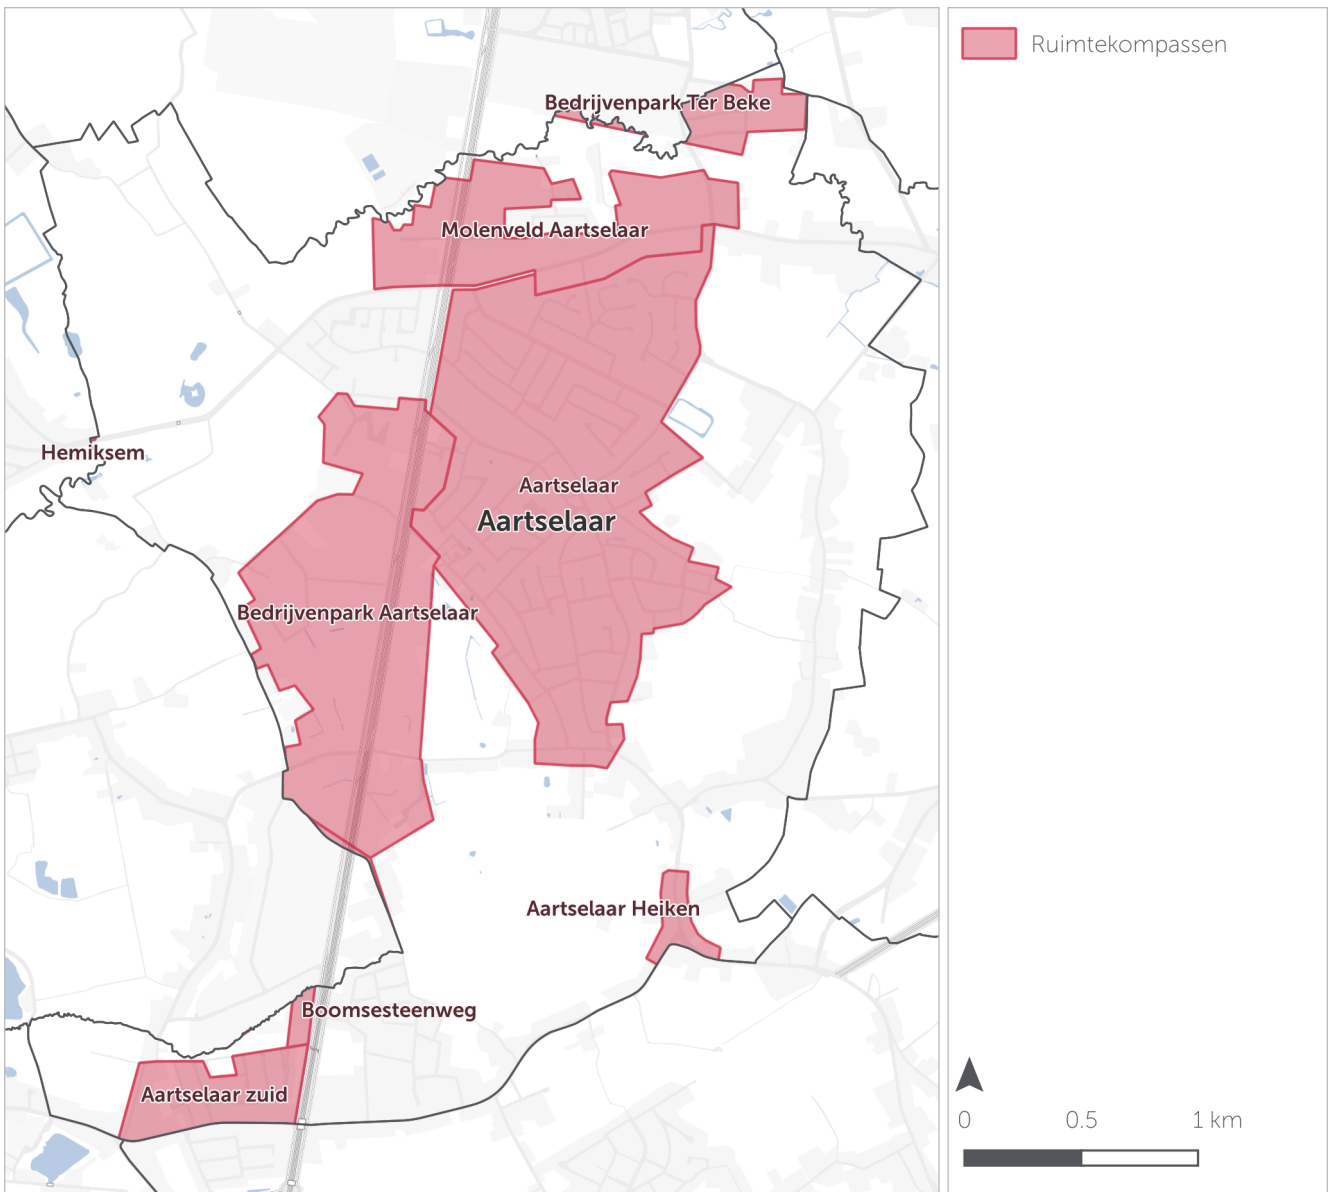 Ruimtekompassen
Bedrijvenpark Ter Beke
Molenveld Aartselaar
Hemiksem
Aartselaar
Aartselaar
Bedrijvenpark Aartselaar
Aartselaar Heiken
Boomsesteenweg
Aartselaar zuid
0 0.5 1 km